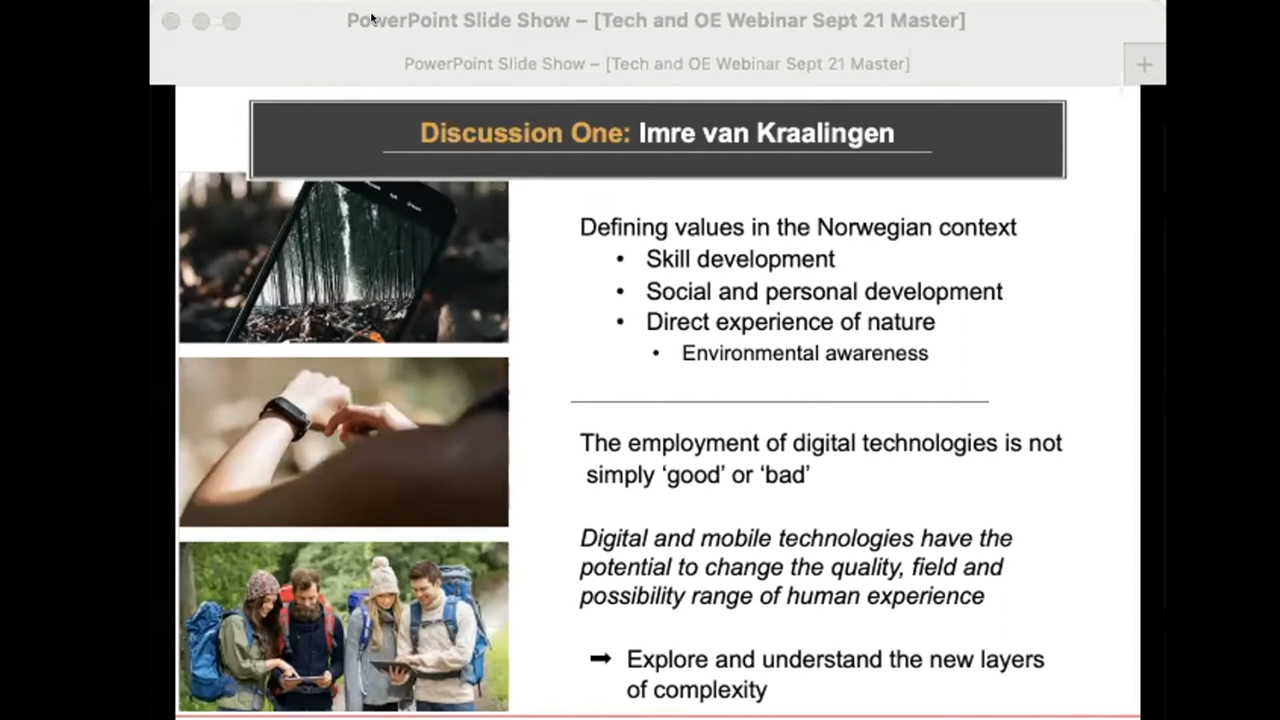 PowerPoint Slide Show – [Tech and OE Webinar Sept 21 Master]
PowerPoint Slide Show – [Tech and OE Webinar Sept 21 Master]
Discussion One: Imre van Kraalingen
Defining values in the Norwegian context
• Skill development
• Social and personal development
• Direct experience of nature
• Environmental awareness
The employment of digital technologies is not
simply ‘good’ or ‘bad’
Digital and mobile technologies have the
potential to change the quality, field and
possibility range of human experience
➡ Explore and understand the new layers
of complexity